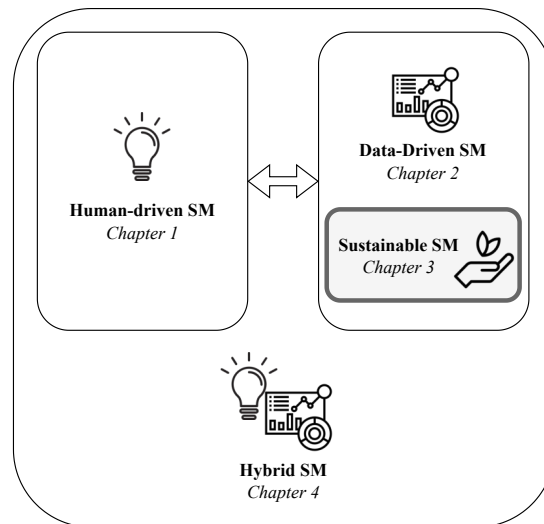 Human-driven SM
Chapter 1
Data-Driven SM
Chapter 2
Sustainable SM
Chapter 3
Hybrid SM
Chapter 4